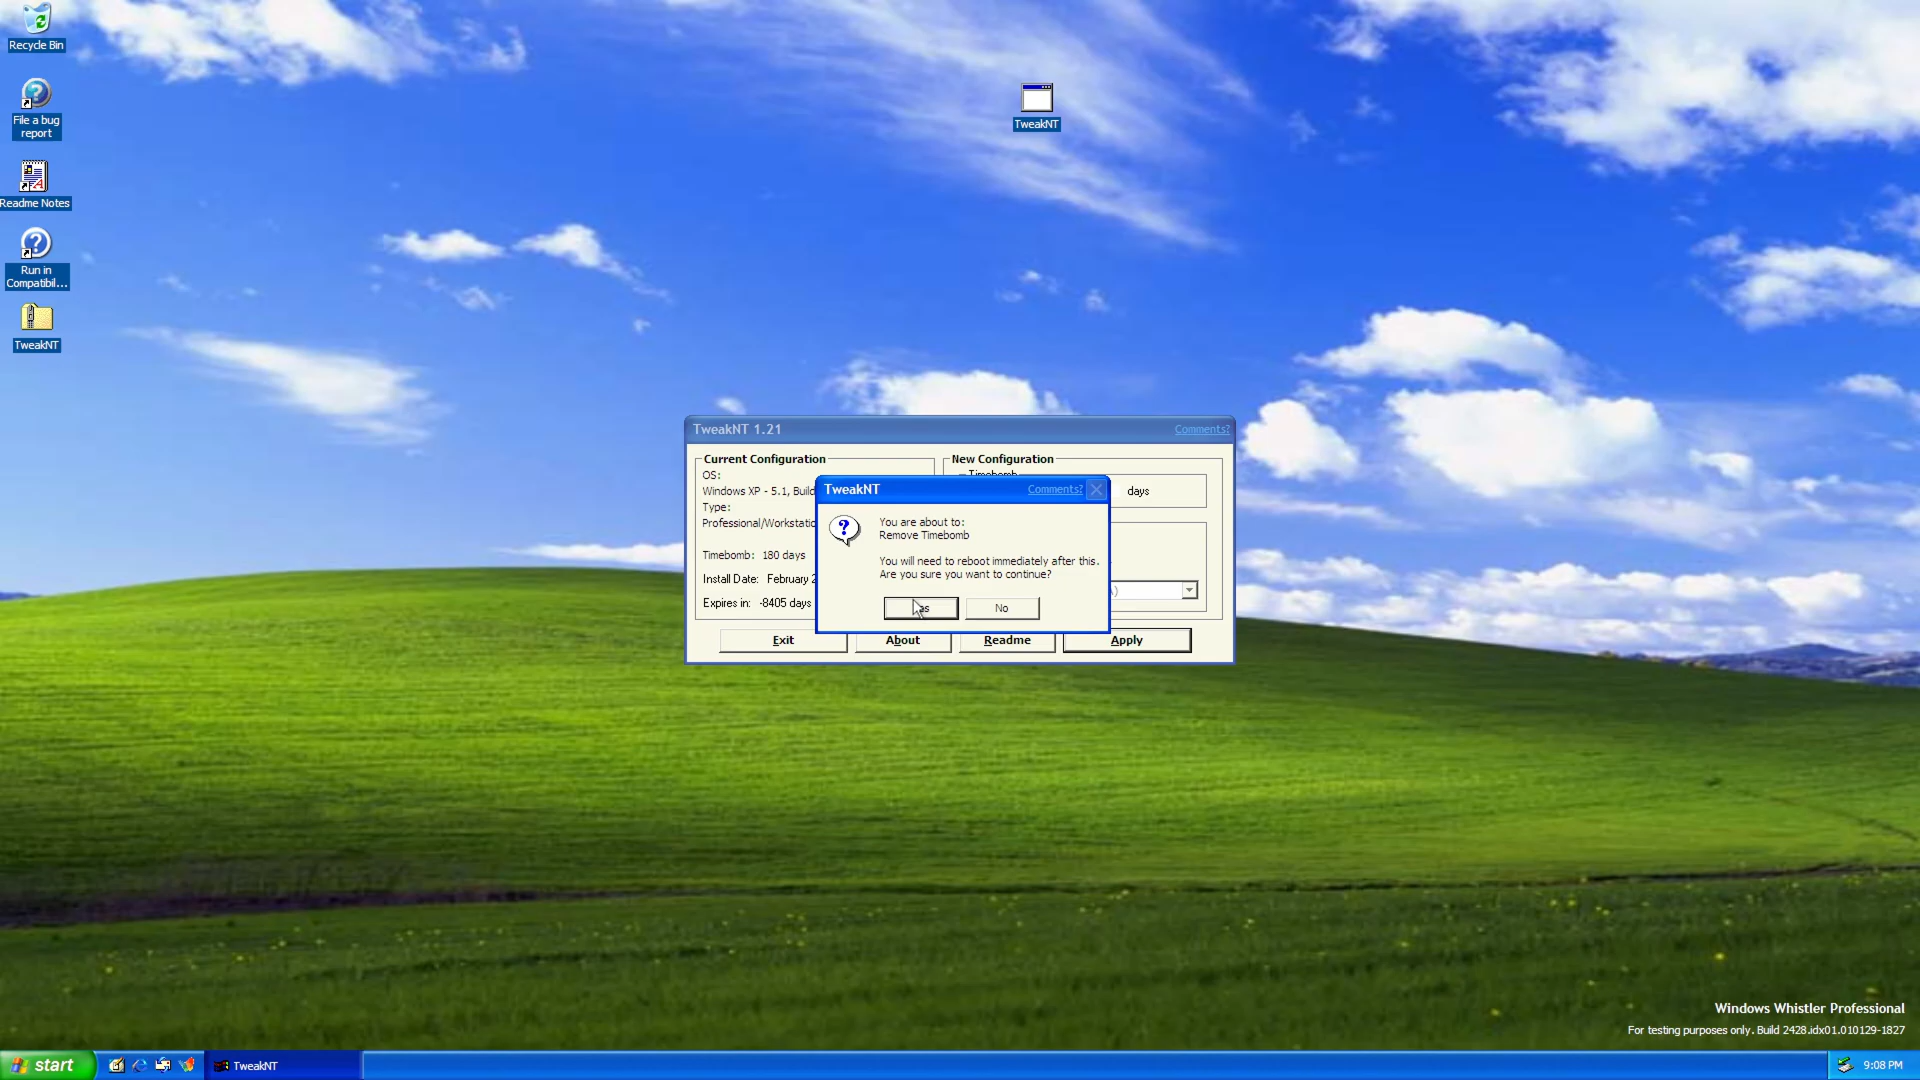 Recycle Bin
File a bug
report
Readme Notes
Run in
Compatibil...
TweakNT
TweakNT
TweakNT 1.21
Comments?
Current Configuration
OS:
Windows XP - 5.1, Build
Type:
Timebomb: 180 days
Install Date: February
Expires in: -8405 days
New Configuration
Timebomb
days
TweakNT
Comments?
You are about to:
Remove Timebomb
You will need to reboot immediately after this.
Are you sure you want to continue?
No
Exit
About
Readme
Apply
Windows Whistler Professional
For testing purposes only. Build 2428.idx01.010129-1827
start
TweakNT
9:08 PM